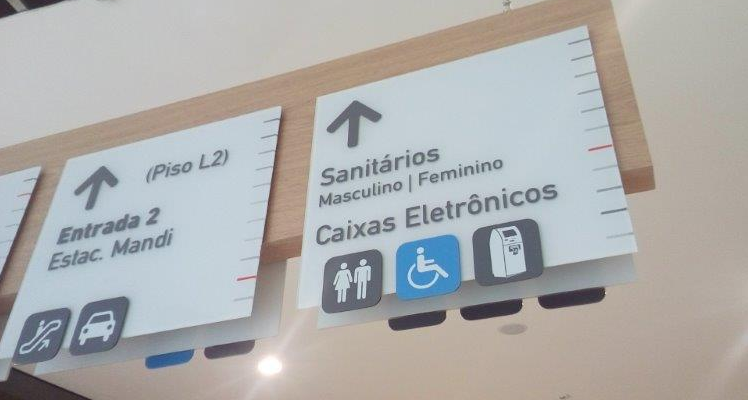 (Piso L2)
Entrada 2
Estac. Mandi
Sanitários
Masculino | Feminino
Caixas Eletrônicos